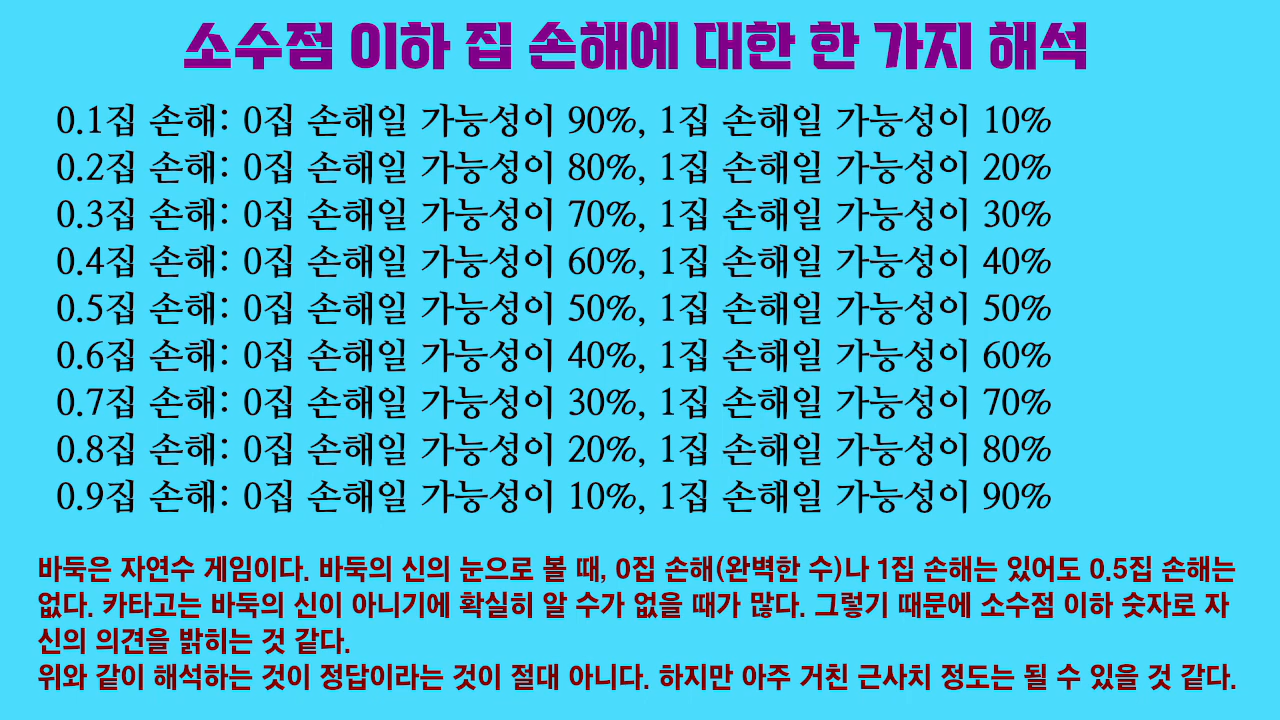 소수점 이하 집 손해에 대한 한 가지 해석
0.1집 손해: 0집 손해일 가능성이 90%, 1집 손해일 가능성이 10%
0.2집 손해: 0집 손해일 가능성이 80%, 1집 손해일 가능성이 20%
0.3집 손해: 0집 손해일 가능성이 70%, 1집 손해일 가능성이 30%
0.4집 손해: 0집 손해일 가능성이 60%, 1집 손해일 가능성이 40%
0.5집 손해: 0집 손해일 가능성이 50%, 1집 손해일 가능성이 50%
0.6집 손해: 0집 손해일 가능성이 40%, 1집 손해일 가능성이 60%
0.7집 손해: 0집 손해일 가능성이 30%, 1집 손해일 가능성이 70%
0.8집 손해: 0집 손해일 가능성이 20%, 1집 손해일 가능성이 80%
0.9집 손해: 0집 손해일 가능성이 10%, 1집 손해일 가능성이 90%
바둑은 자연수 게임이다. 바둑의 신의 눈으로 볼 때, 0집 손해(완벽한 수)나 1집 손해는 있어도 0.5집 손해는
없다. 카타고는 바둑의 신이 아니기에 확실히 알 수가 없을 때가 많다. 그렇기 때문에 소수점 이하 숫자로 자
신의 의견을 밝히는 것 같다.
위와 같이 해석하는 것이 정답이라는 것이 절대 아니다. 하지만 아주 거친 근사치 정도는 될 수 있을 것 같다.